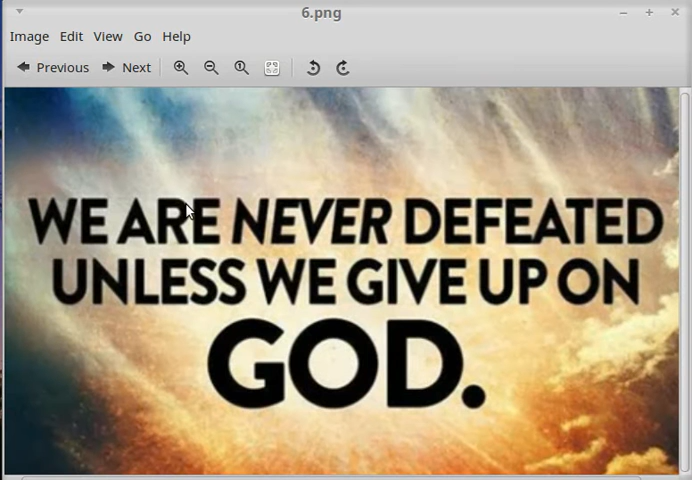 6.png
Image Edit View Go Help
Previous Next
WE ARE NEVER DEFEATED
UNLESS WE GIVE UP ON
GOD.